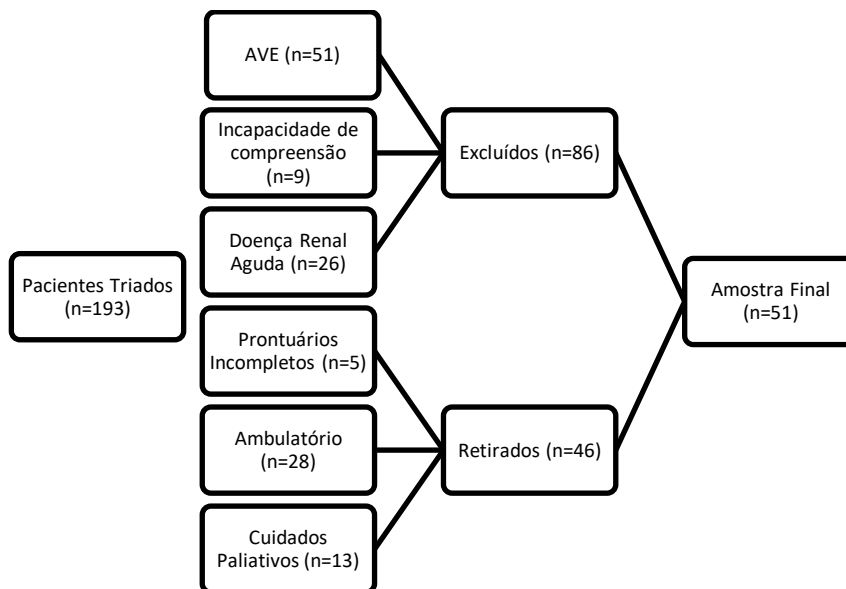 Pacientes Triados
(n=193)
AVE (n=51)
Incapacidade de
compreensão
(n=9)
Doença Renal
Aguda (n=26)
Prontuários
Incompletos (n=5)
Ambulatório
(n=28)
Cuidados
Paliativos (n=13)
Excluídos (n=86)
Retirados (n=46)
Amostra Final
(n=51)